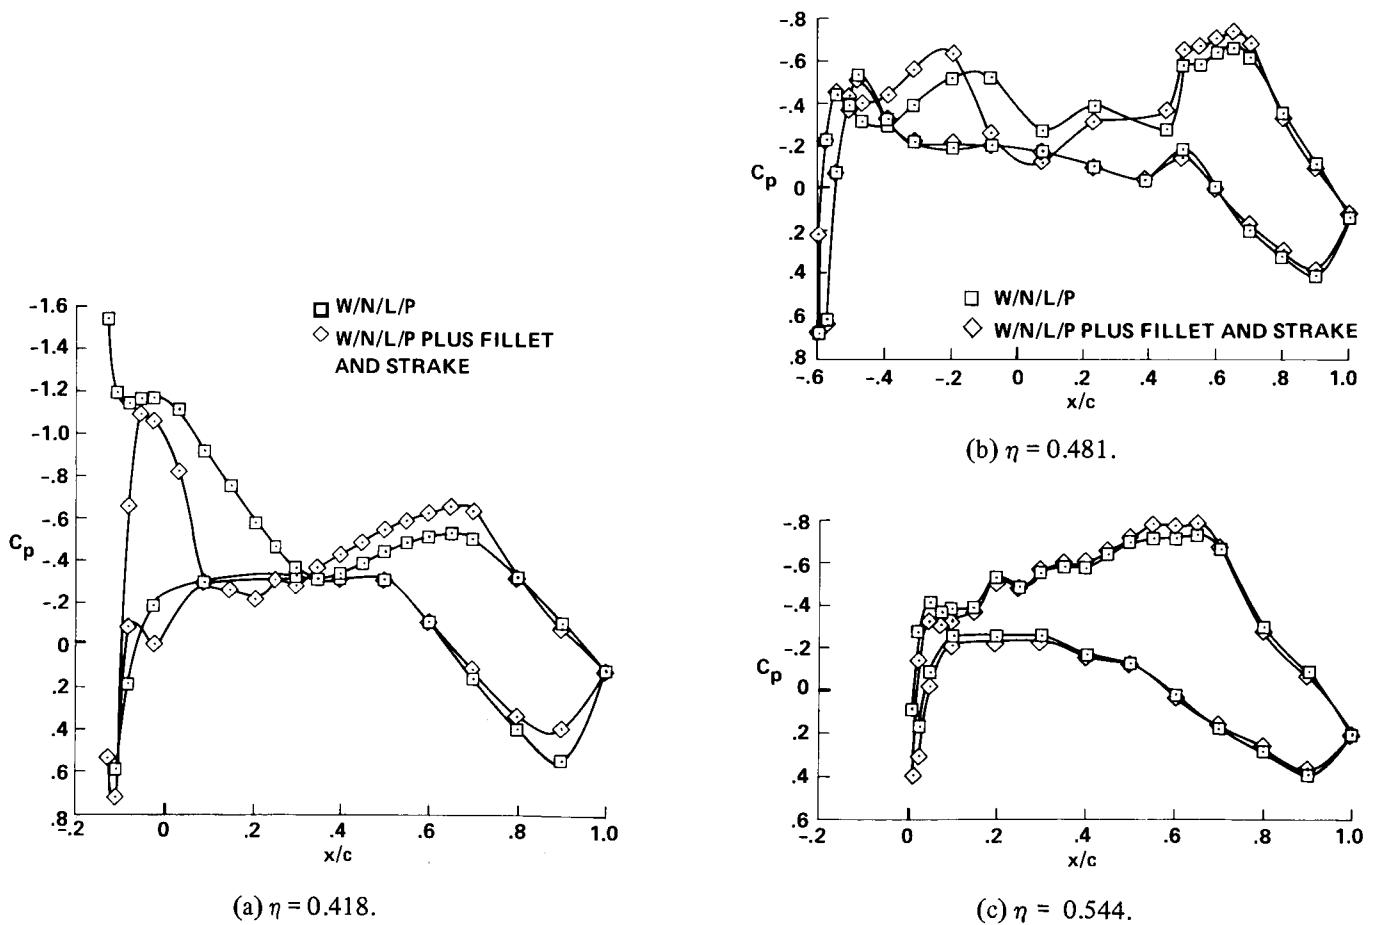 -1.6
-1.4
-1.2
-1.0
-.8
-.6
-.4
-.2
0
.2
.4
.6
.8
Cp
-.2 0 .2 .4 .6 .8 1.0
x/c
W/N/L/P
W/N/L/P PLUS FILLET
AND STRAKE
(a) η = 0.418.
-.8
-.6
-.4
-.2
0
.2
.4
.6
.8
Cp
-.6 -.4 -.2 0 .2 .4 .6 .8 1.0
x/c
W/N/L/P
W/N/L/P PLUS FILLET AND STRAKE
(b) η = 0.481.
-.8
-.6
-.4
-.2
0
.2
.4
.6
Cp
-.2 0 .2 .4 .6 .8 1.0
x/c
(c) η = 0.544.